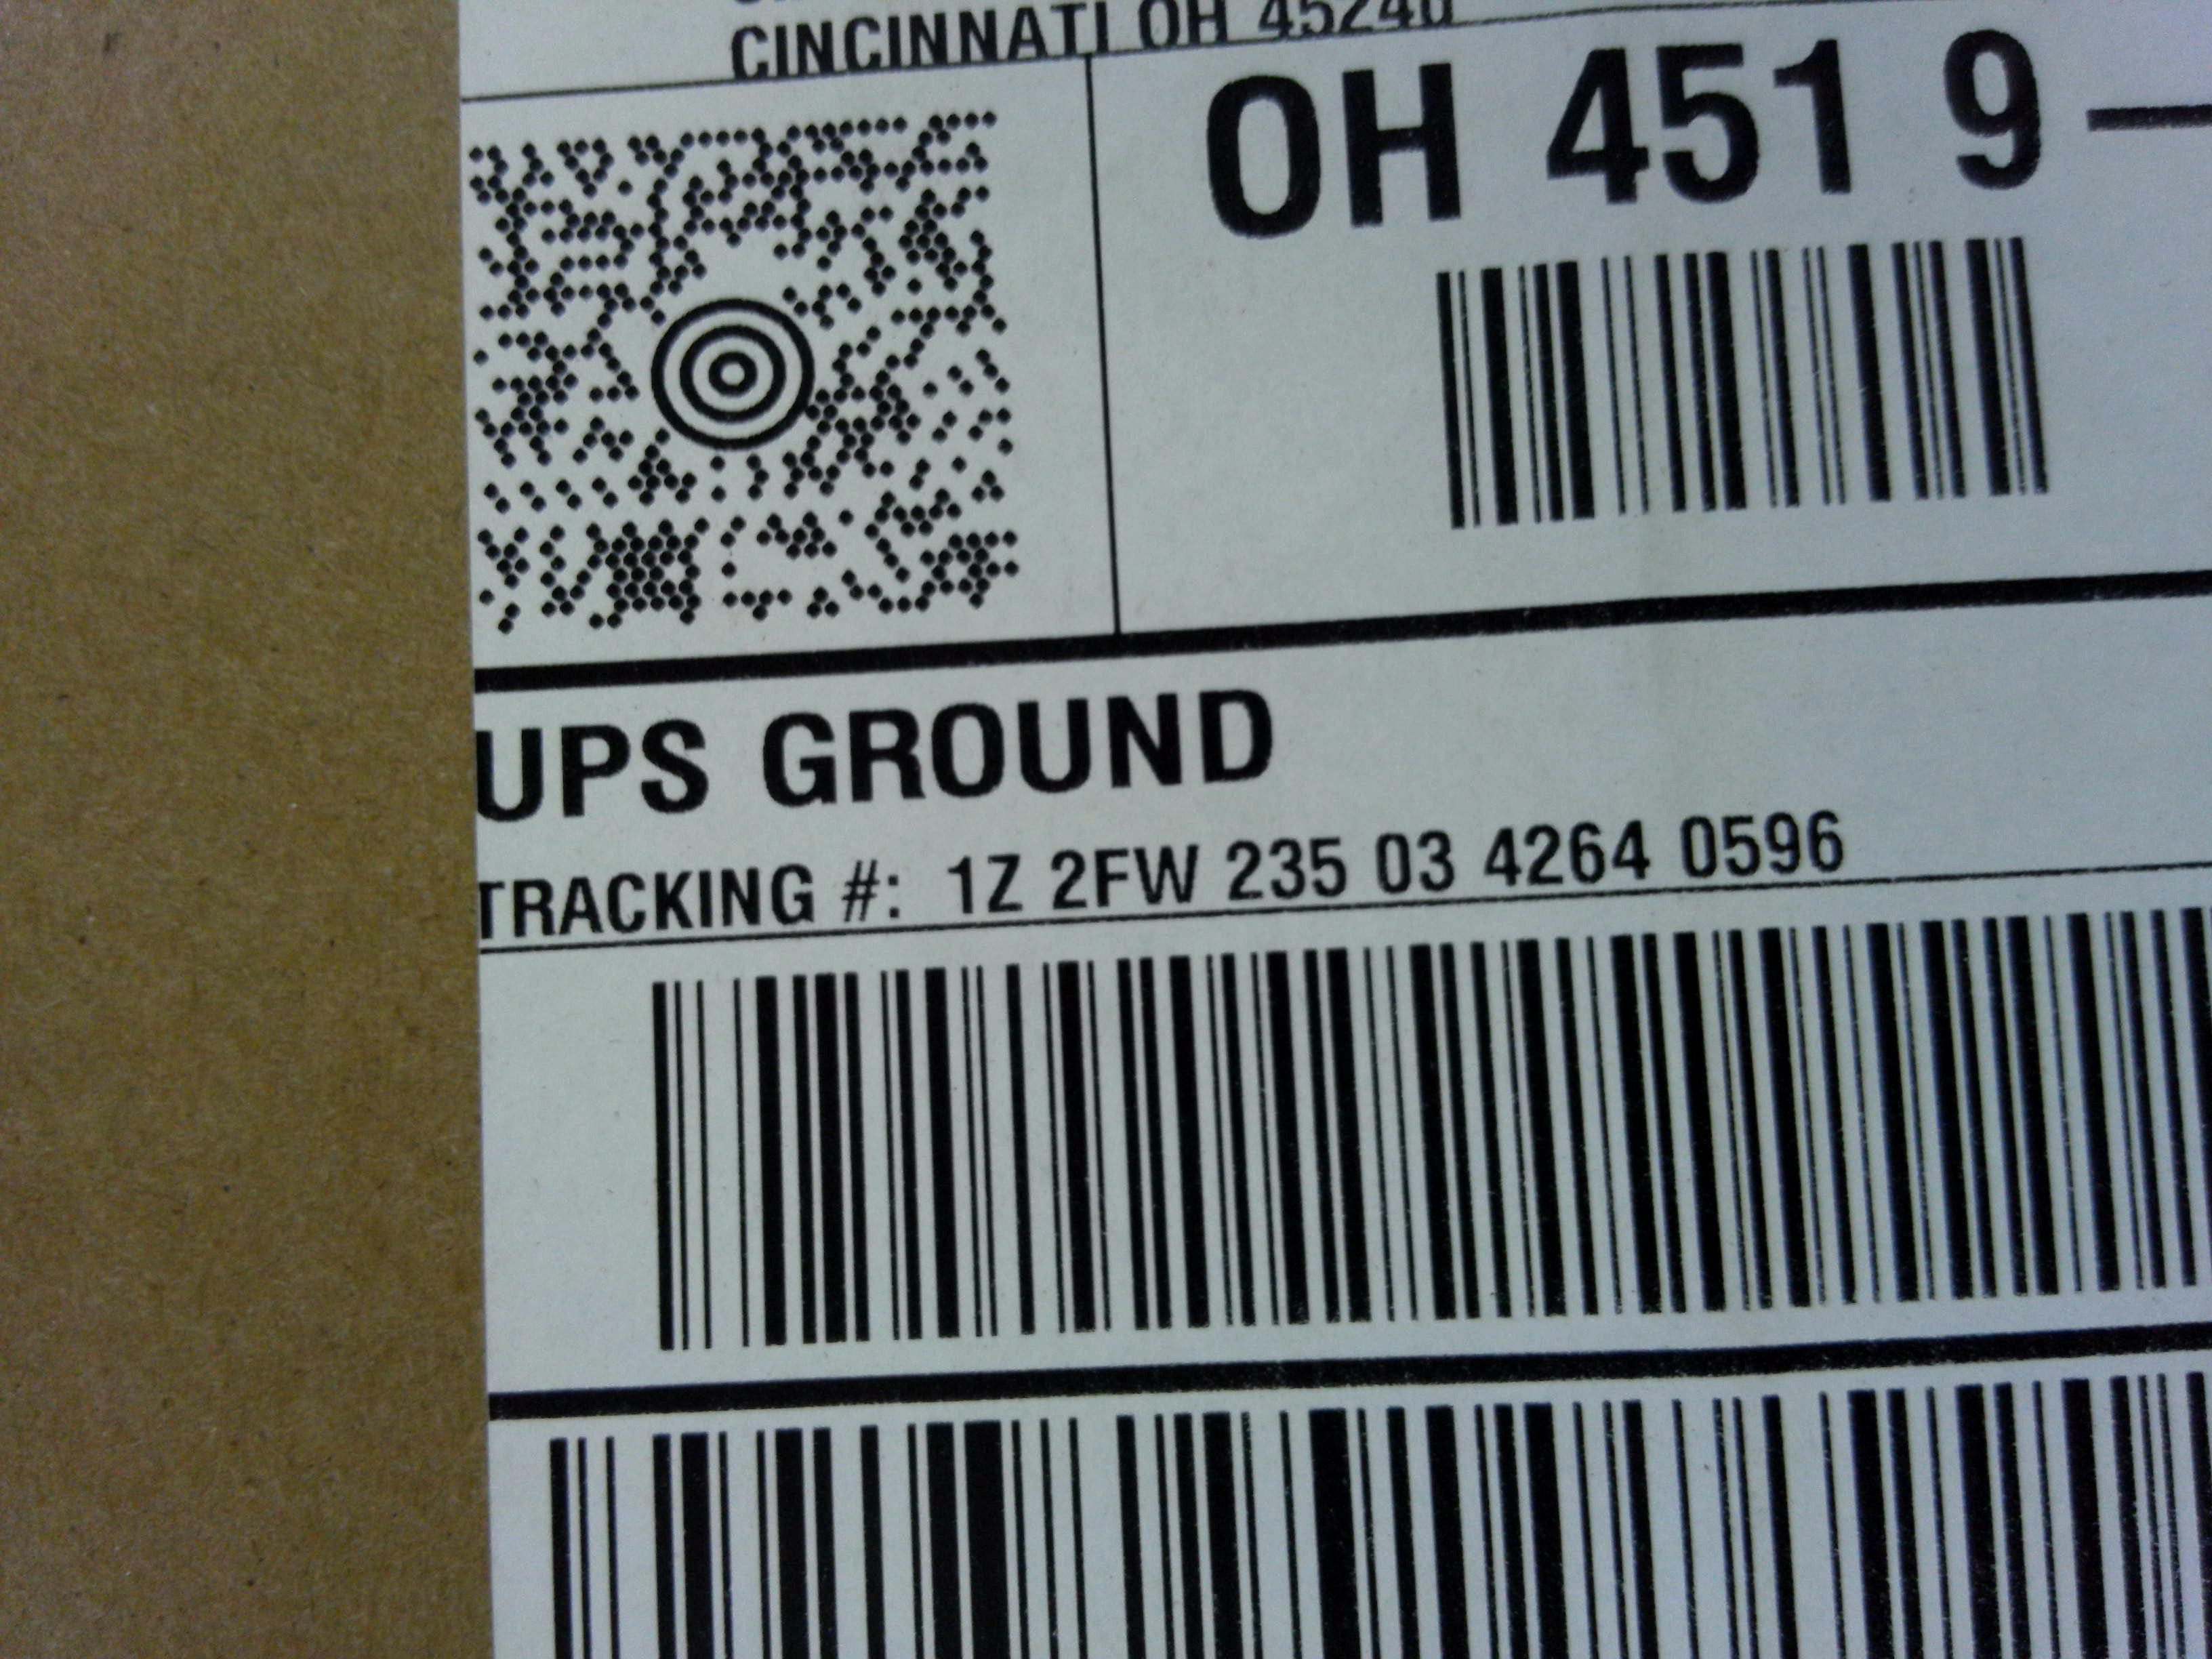 CINCINNATI OH 45240
OH 451 9 –
UPS GROUND
TRACKING #: 1Z 2FW 235 03 4264 0596